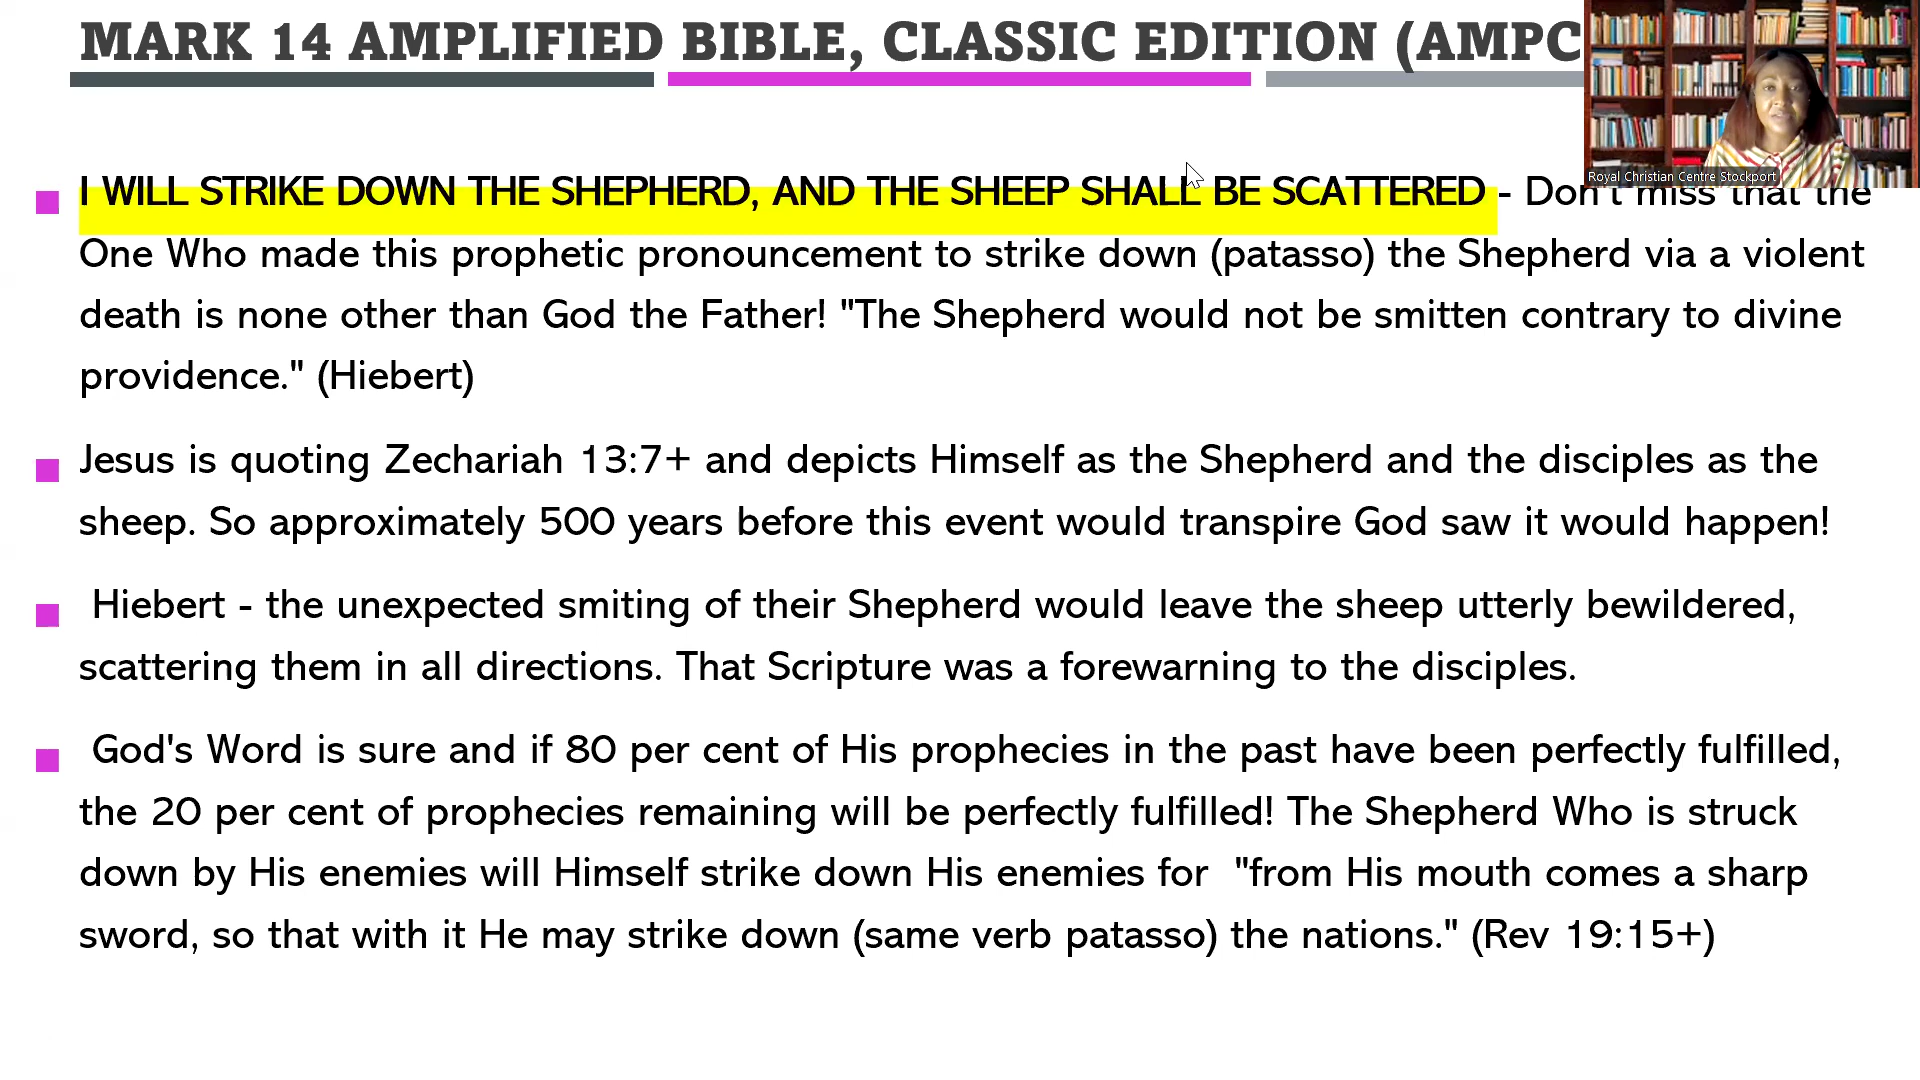 MARK 14 AMPLIFIED BIBLE, CLASSIC EDITION (AMPC
Royal Christian Centre Stockport
I WILL STRIKE DOWN THE SHEPHERD, AND THE SHEEP SHALL BE SCATTERED - Don't miss that the
One Who made this prophetic pronouncement to strike down (patasso) the Shepherd via a violent
death is none other than God the Father! "The Shepherd would not be smitten contrary to divine
providence." (Hiebert)
Jesus is quoting Zechariah 13:7+ and depicts Himself as the Shepherd and the disciples as the
sheep. So approximately 500 years before this event would transpire God saw it would happen!
Hiebert - the unexpected smiting of their Shepherd would leave the sheep utterly bewildered,
scattering them in all directions. That Scripture was a forewarning to the disciples.
God's Word is sure and if 80 per cent of His prophecies in the past have been perfectly fulfilled,
the 20 per cent of prophecies remaining will be perfectly fulfilled! The Shepherd Who is struck
down by His enemies will Himself strike down His enemies for "from His mouth comes a sharp
sword, so that with it He may strike down (same verb patasso) the nations." (Rev 19:15+)